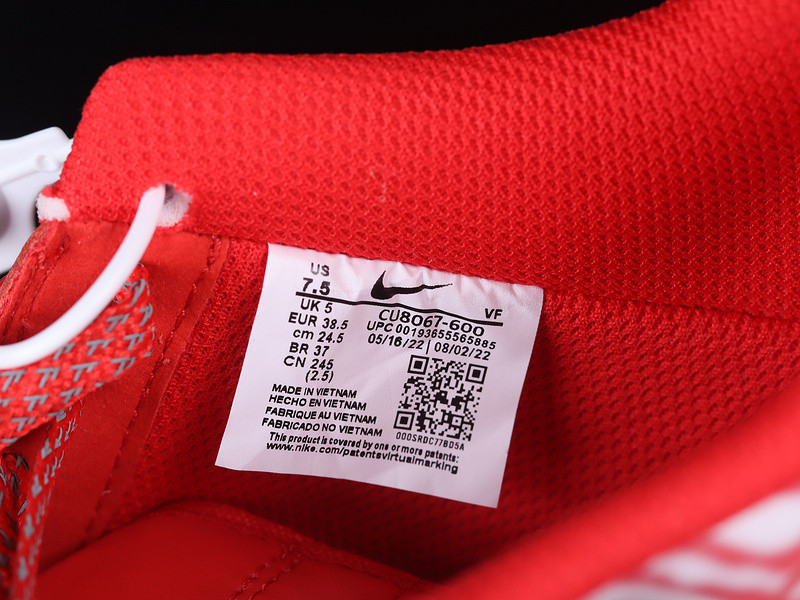 US
7.5
UK 5
EUR 38.5
cm 24.5
BR 37
CN 245
(2.5)
CU8067-600 VF
UPC 00193655565885
05/16/22 | 08/02/22
000SRDC77BD5A
MADE IN VIETNAM
HECHO EN VIETNAM
FABRIQUE AU VIETNAM
FABRICADO NO VIETNAM
This product is covered by one or more patents:
www.nike.com/patentsvirtualmarking